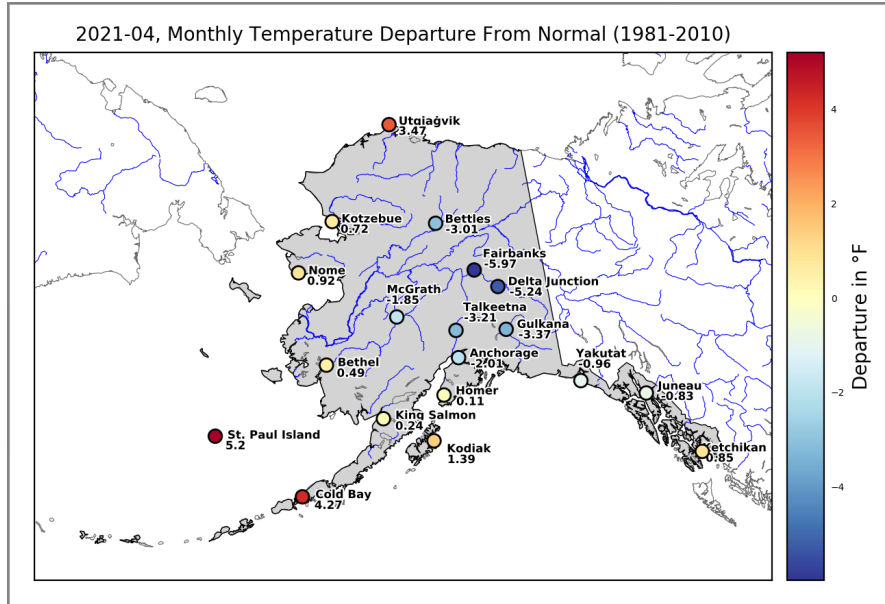 2021-04, Monthly Temperature Departure From Normal (1981-2010)
Utqiaġvik
3.47
Kotzebue
0.72
Bettles
-3.01
Fairbanks
-5.97
Nome
0.92
Delta Junction
-5.24
McGrath
-1.85
Talkeetna
-3.21
Gulkana
-3.37
Anchorage
-2.01
Yakutat
-0.96
Bethel
0.49
Homer
0.11
Juneau
-0.83
King Salmon
0.24
St. Paul Island
5.2
Kodiak
1.39
Ketchikan
0.85
Cold Bay
4.27
4
2
0
−2
−4
Departure in °F